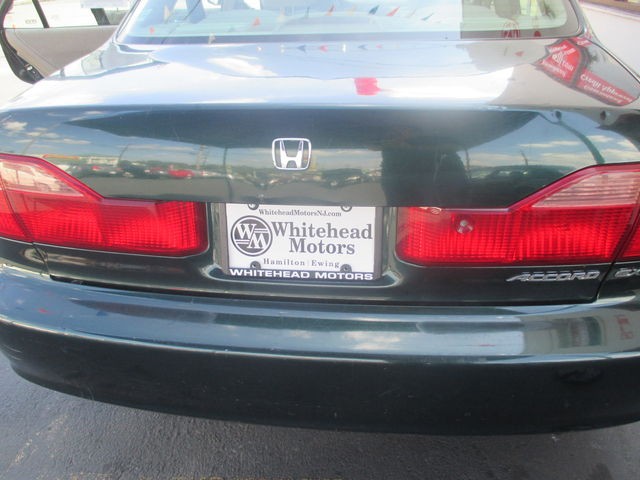 WhiteheadMotorsNJ.com
WM
Whitehead
Motors
Hamilton | Ewing
WHITEHEAD MOTORS
ACCORD